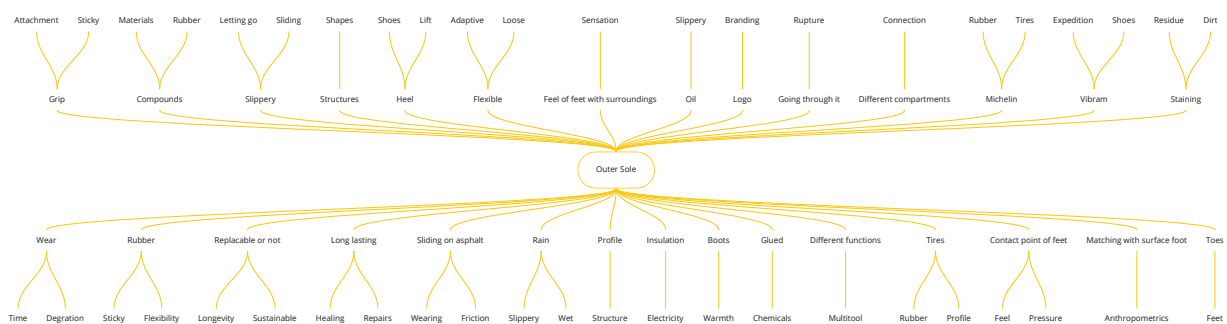 Attachment Sticky Materials Rubber Letting go Sliding Shapes Shoes Lift Adaptive Loose Sensation Slippery Branding Rupture Connection Rubber Tires Expedition Shoes Residue Dirt
Grip Compounds Slippery Structures Heel Flexible Feel of feet with surroundings Oil Logo Going through it Different compartments Michelin Vibram Staining
Outer Sole
Wear Rubber Replacable or not Long lasting Sliding on asphalt Rain Profile Insulation Boots Glued Different functions Tires Contact point of feet Matching with surface foot Toes
Time Degration Sticky Flexibility Longevity Sustainable Healing Repairs Wearing Friction Slippery Wet Structure Electricity Warmth Chemicals Multitool Rubber Profile Feel Pressure Anthropometrics Feet